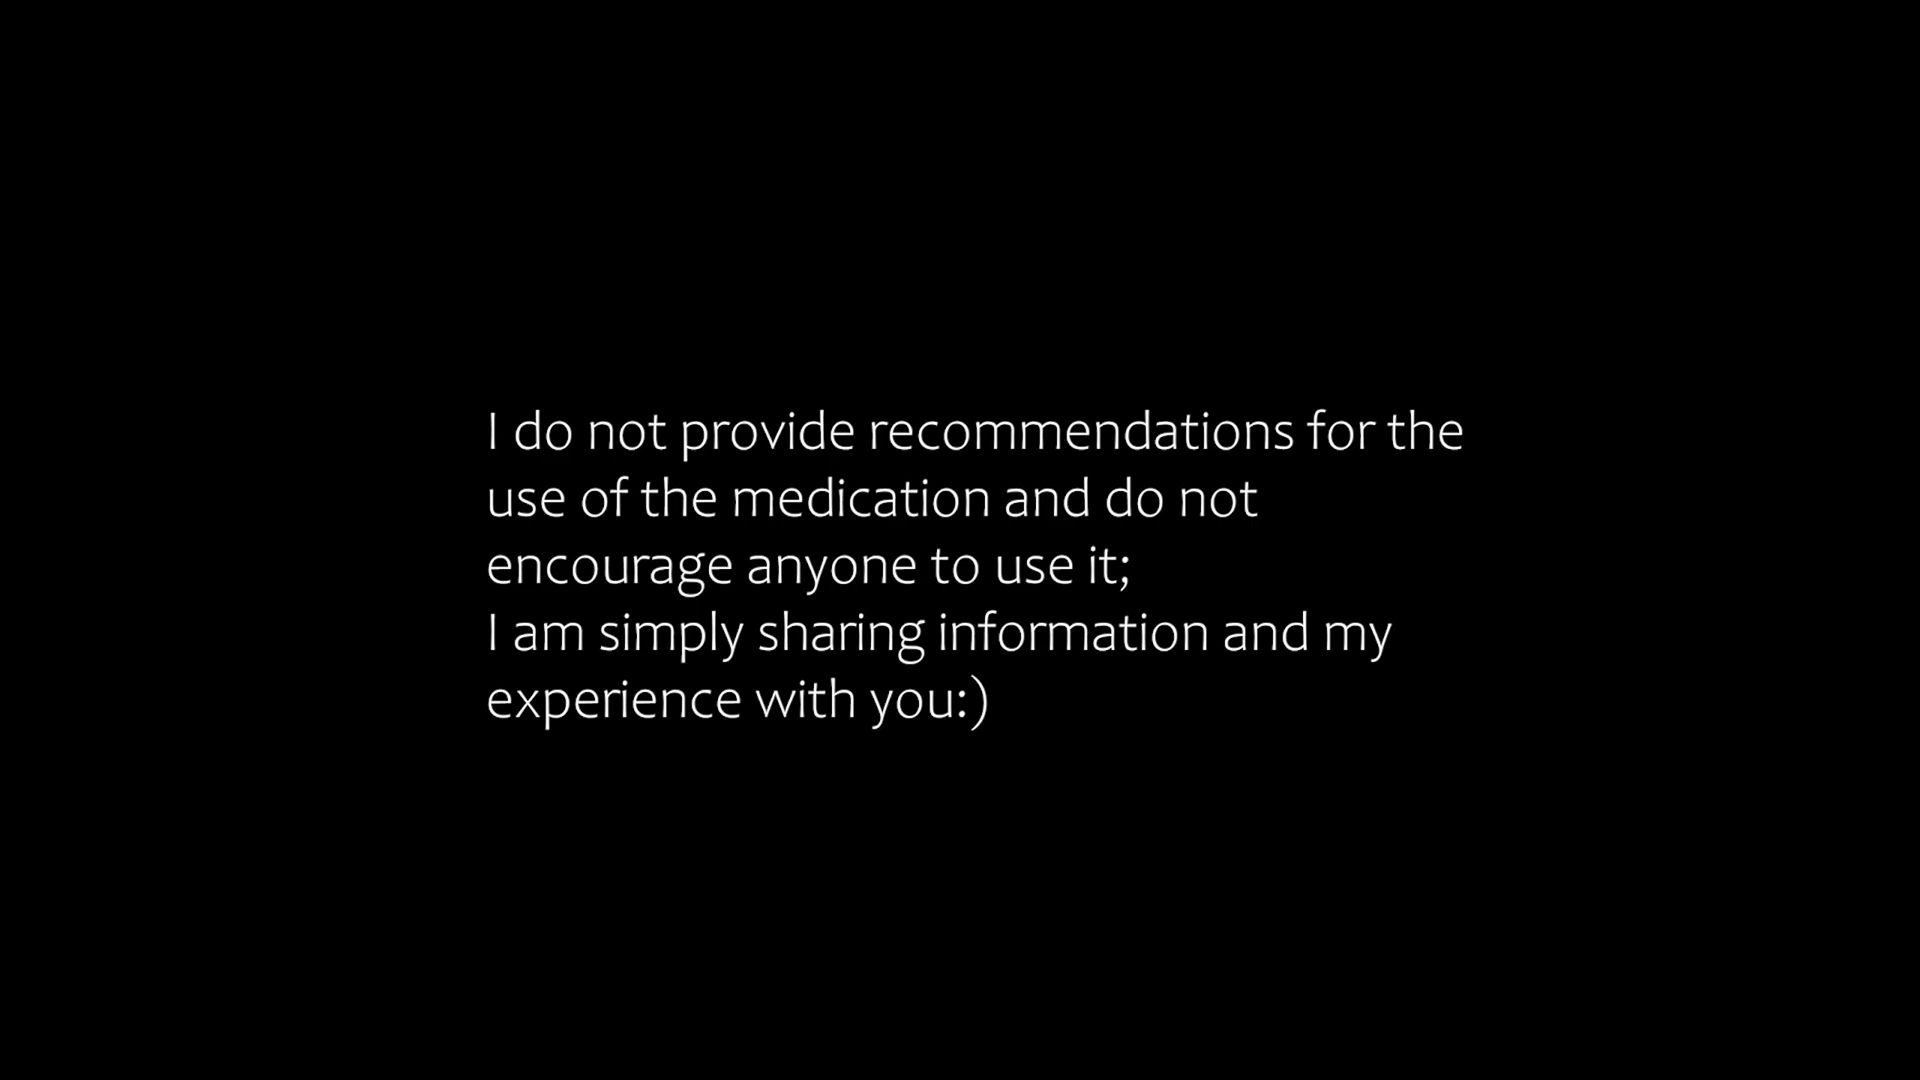 I do not provide recommendations for the
use of the medication and do not
encourage anyone to use it;
I am simply sharing information and my
experience with you:)